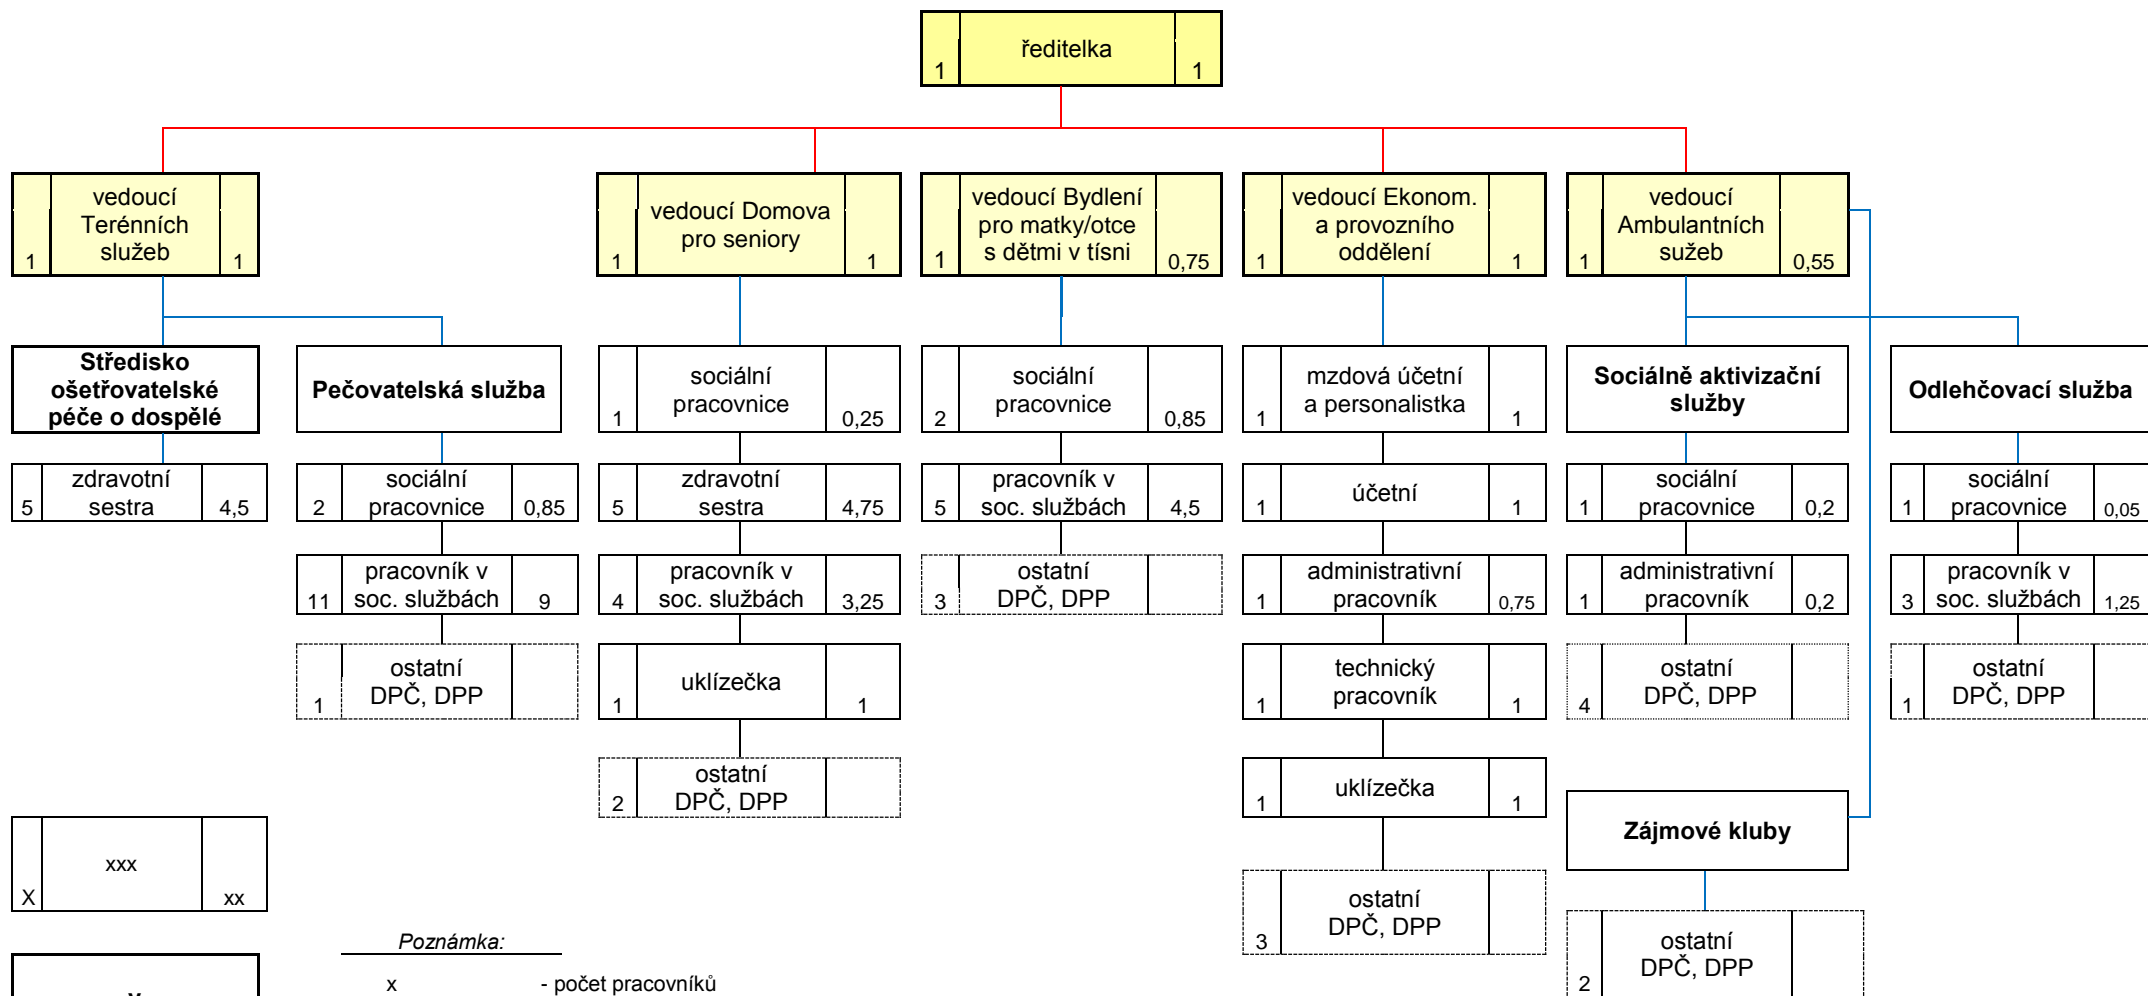 ředitelka
1 1
vedoucí
Terénních
služeb
1 1
vedoucí Domova
pro seniory
1 1
vedoucí Bydlení
pro matky/otce
s dětmi v tísni
1 0,75
vedoucí Ekonom.
a provozního
oddělení
1 1
vedoucí
Ambulantních
sužeb
1 0,55
Středisko
ošetřovatelské
péče o dospělé
Pečovatelská služba
sociální
pracovnice
1 0,25
sociální
pracovnice
2 0,85
mzdová účetní
a personalistka
1 1
Sociálně aktivizační
služby
Odlehčovací služba
zdravotní
sestra
5 4,5
sociální
pracovnice
2 0,85
zdravotní
sestra
5 4,75
pracovník v
soc. službách
5 4,5
účetní
1 1
sociální
pracovnice
1 0,2
sociální
pracovnice
1 0,05
pracovník v
soc. službách
11 9
pracovník v
soc. službách
4 3,25
ostatní
DPČ, DPP
3
administrativní
pracovník
1 0,75
administrativní
pracovník
1 0,2
pracovník v
soc. službách
3 1,25
ostatní
DPČ, DPP
1
uklízečka
1 1
technický
pracovník
1 1
ostatní
DPČ, DPP
4
ostatní
DPČ, DPP
1
ostatní
DPČ, DPP
2
uklízečka
1 1
Zájmové kluby
xxx
X xx
ostatní
DPČ, DPP
3
ostatní
DPČ, DPP
2
Poznámka:
x - počet pracovníků